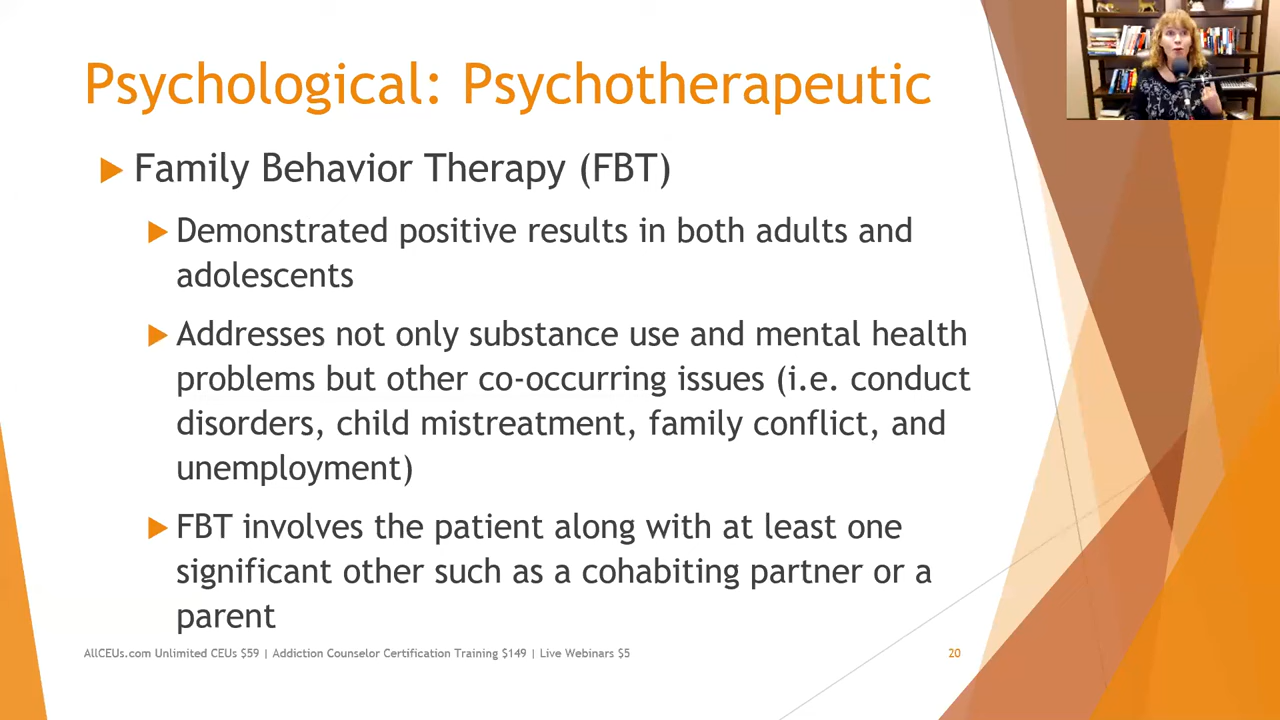 Psychological: Psychotherapeutic
Family Behavior Therapy (FBT)
Demonstrated positive results in both adults and
adolescents
Addresses not only substance use and mental health
problems but other co-occurring issues (i.e. conduct
disorders, child mistreatment, family conflict, and
unemployment)
FBT involves the patient along with at least one
significant other such as a cohabiting partner or a
parent
AllCEUs.com Unlimited CEUs $59 | Addiction Counselor Certification Training $149 | Live Webinars $5
20